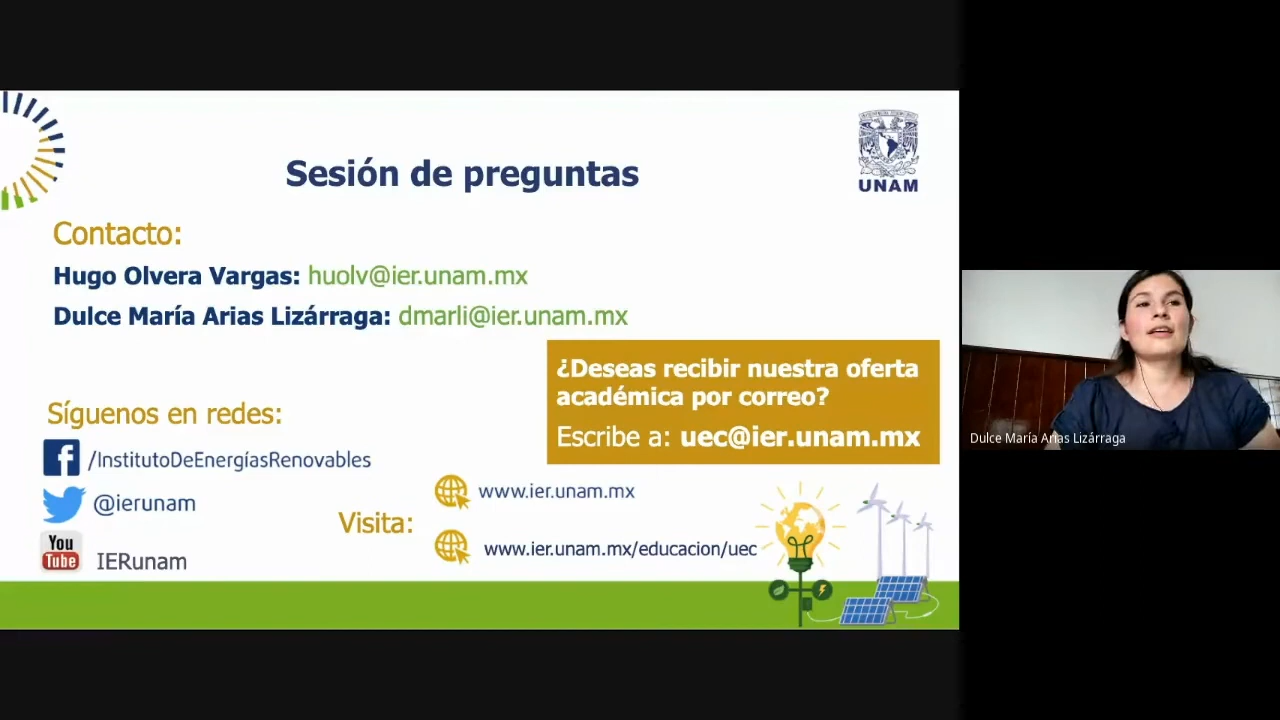 Sesión de preguntas
UNAM
Contacto:
Hugo Olvera Vargas: huolv@ier.unam.mx
Dulce María Arias Lizárraga: dmarli@ier.unam.mx
¿Deseas recibir nuestra oferta
académica por correo?
Escribe a: uec@ier.unam.mx
Síguenos en redes:
/InstitutoDeEnergíasRenovables
@ierunam
You
Tube
IERunam
Visita:
www.ier.unam.mx
www.ier.unam.mx/educacion/uec
Dulce María Arias Lizárraga